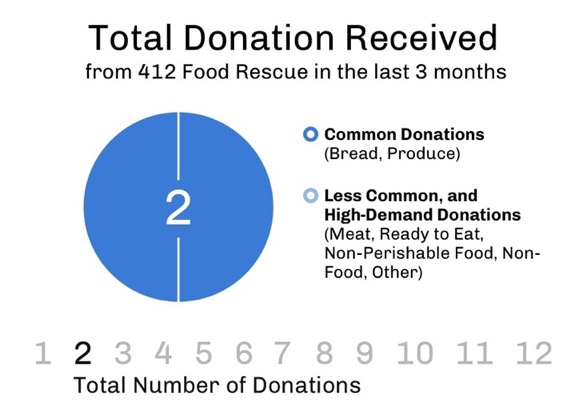 Total Donation Received
from 412 Food Rescue in the last 3 months
2
Common Donations
(Bread, Produce)
Less Common, and
High-Demand Donations
(Meat, Ready to Eat,
Non-Perishable Food, Non-
Food, Other)
1 2 3 4 5 6 7 8 9 10 11 12
Total Number of Donations